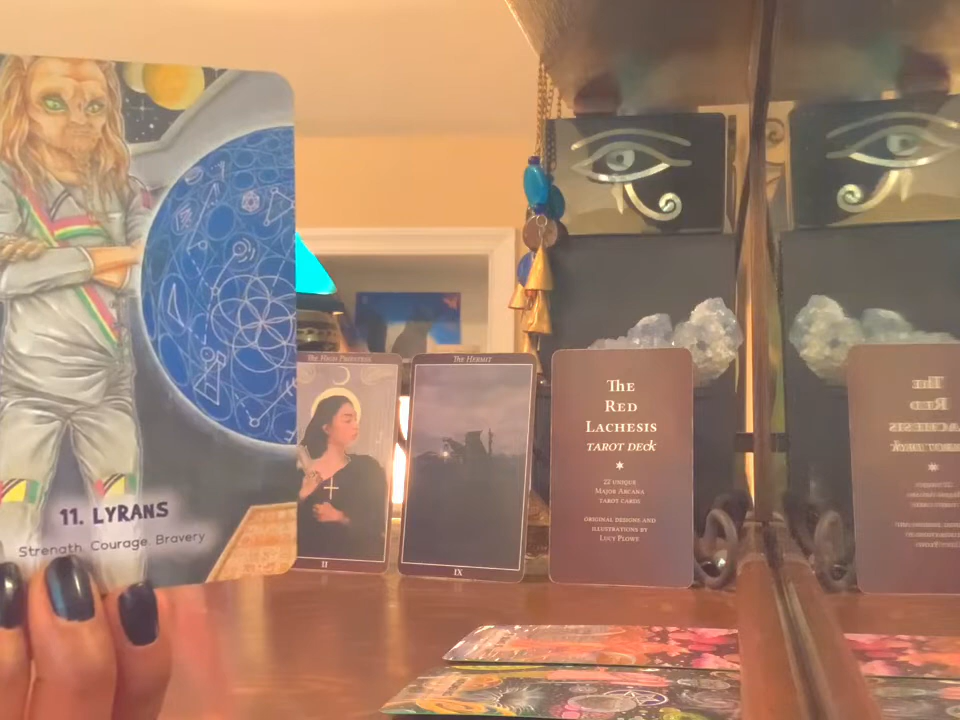 11. LYRANS
Strength. Courage. Bravery
The High Priestess
II
The Hermit
IX
The
Red
Lachesis
TAROT DECK
22 UNIQUE
MAJOR ARCANA
TAROT CARDS
ORIGINAL DESIGNS AND
ILLUSTRATIONS BY
LUCY PLOWE